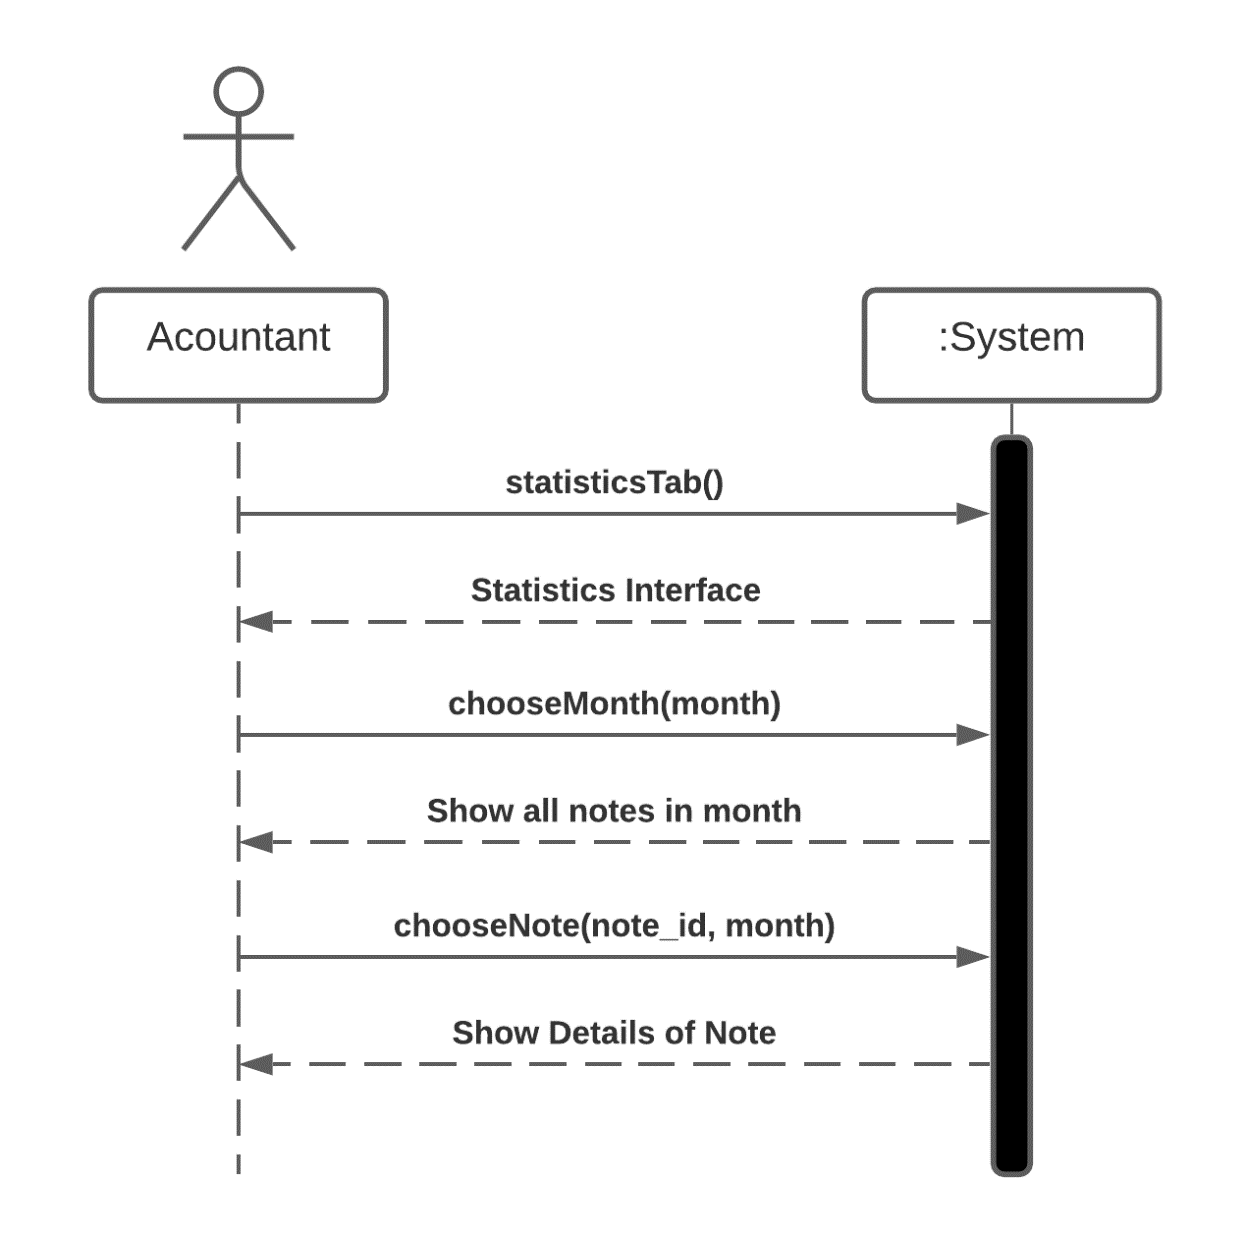 Acountant
:System
statisticsTab()
Statistics Interface
chooseMonth(month)
Show all notes in month
chooseNote(note_id, month)
Show Details of Note